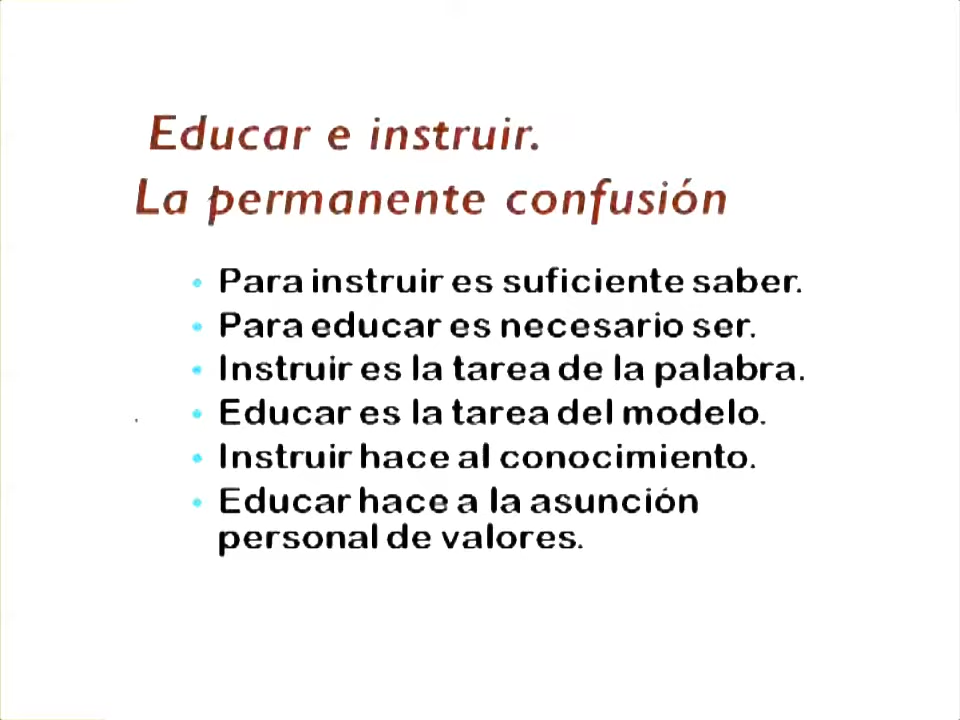 Educar e instruir.
La permanente confusión
• Para instruir es suficiente saber.
• Para educar es necesario ser.
• Instruir es la tarea de la palabra.
• Educar es la tarea del modelo.
• Instruir hace al conocimiento.
• Educar hace a la asunción
personal de valores.